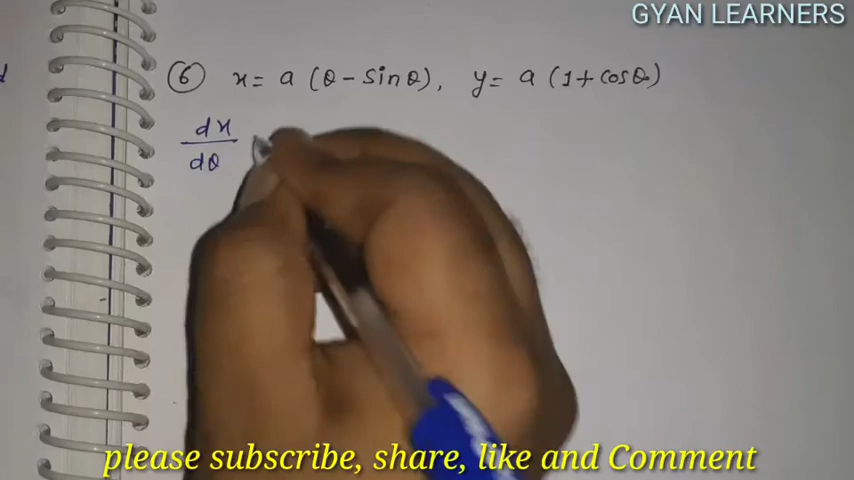 GYAN LEARNERS
6 x = a (θ - sinθ), y = a (1 + cosθ)
dx
dθ
please subscribe, share, like and Comment